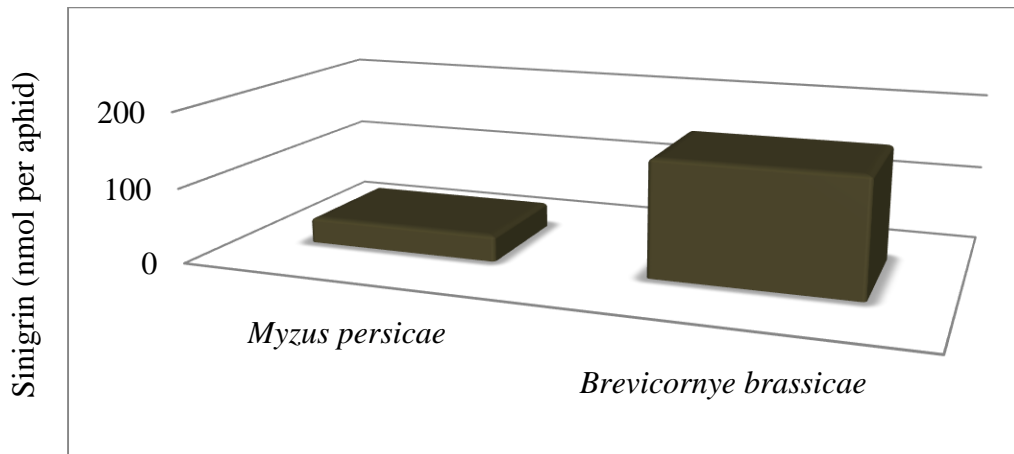 Sinigrin (nmol per aphid)
200
100
0
Myzus persicae
Brevicornye brassicae